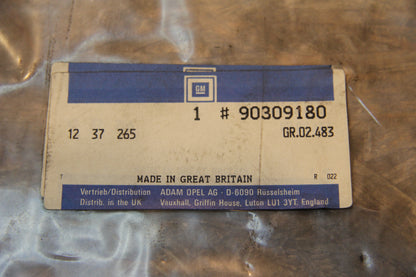 GM
1 # 90309180
12 37 265 GR.02.483
MADE IN GREAT BRITAIN
T R 022
Vertrieb/Distribution ADAM OPEL AG · D-6090 Rüsselsheim
Distrib. in the UK Vauxhall, Griffin House, Luton LU1 3YT. England